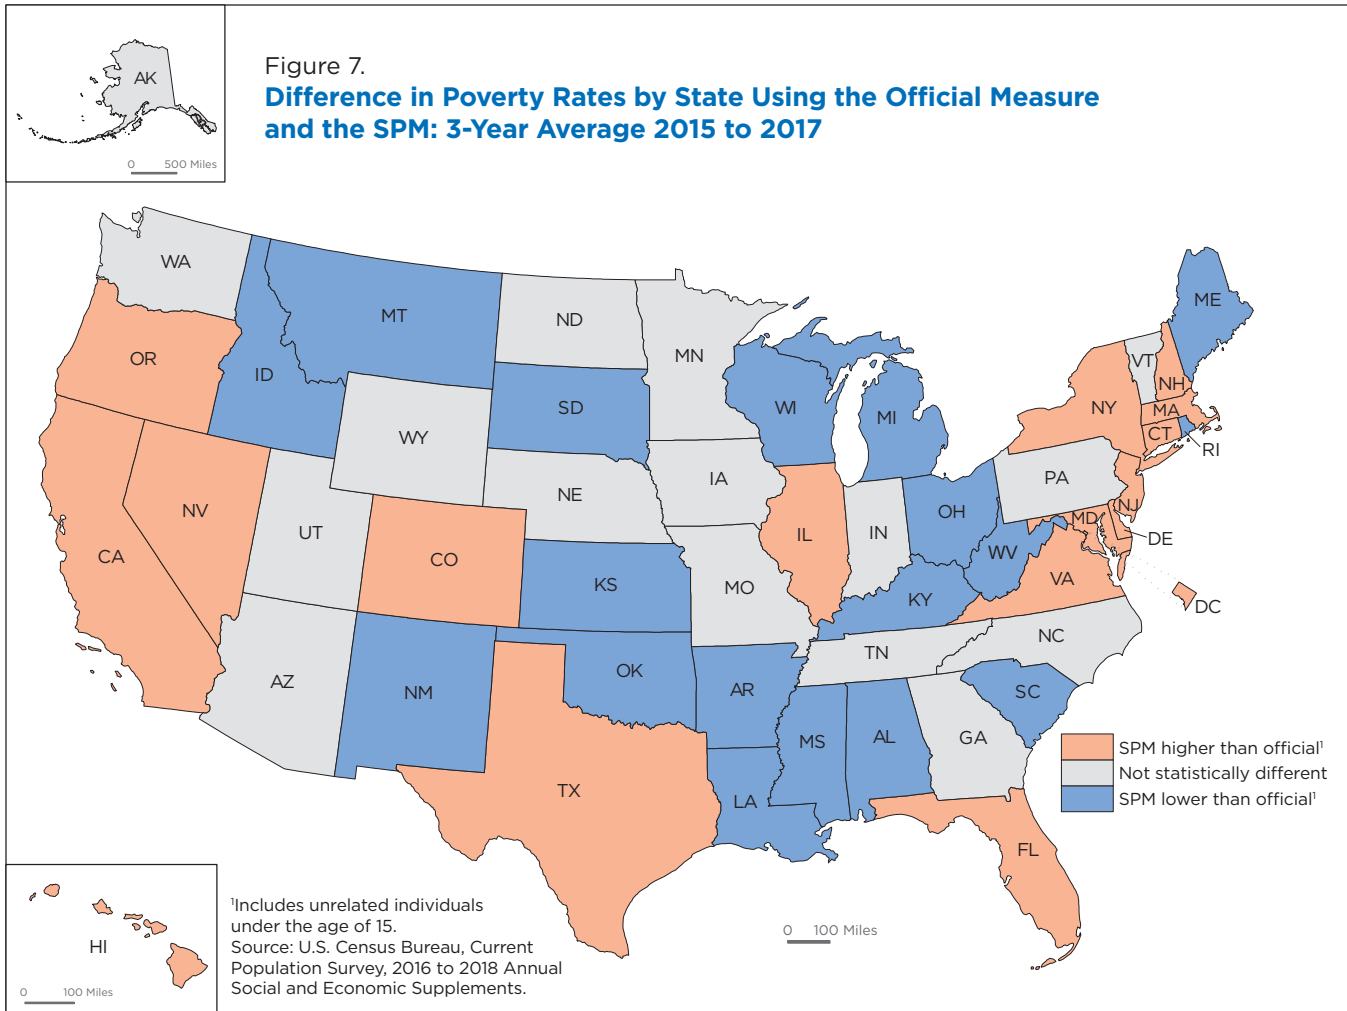 AK
0 500 Miles
Figure 7.
Difference in Poverty Rates by State Using the Official Measure
and the SPM: 3-Year Average 2015 to 2017
WA
MT
ND
MN
ME
VT
NH
OR
ID
SD
WI
MI
NY
MA
CT
RI
WY
IA
PA
NE
NV
UT
CO
IL
IN
OH
NJ
MD
DE
CA
WV
VA
DC
KS
MO
KY
NC
TN
AZ
NM
OK
AR
SC
MS
AL
GA
TX
LA
FL
SPM higher than official¹
Not statistically different
SPM lower than official¹
HI
0 100 Miles
¹Includes unrelated individuals
under the age of 15.
Source: U.S. Census Bureau, Current
Population Survey, 2016 to 2018 Annual
Social and Economic Supplements.
0 100 Miles